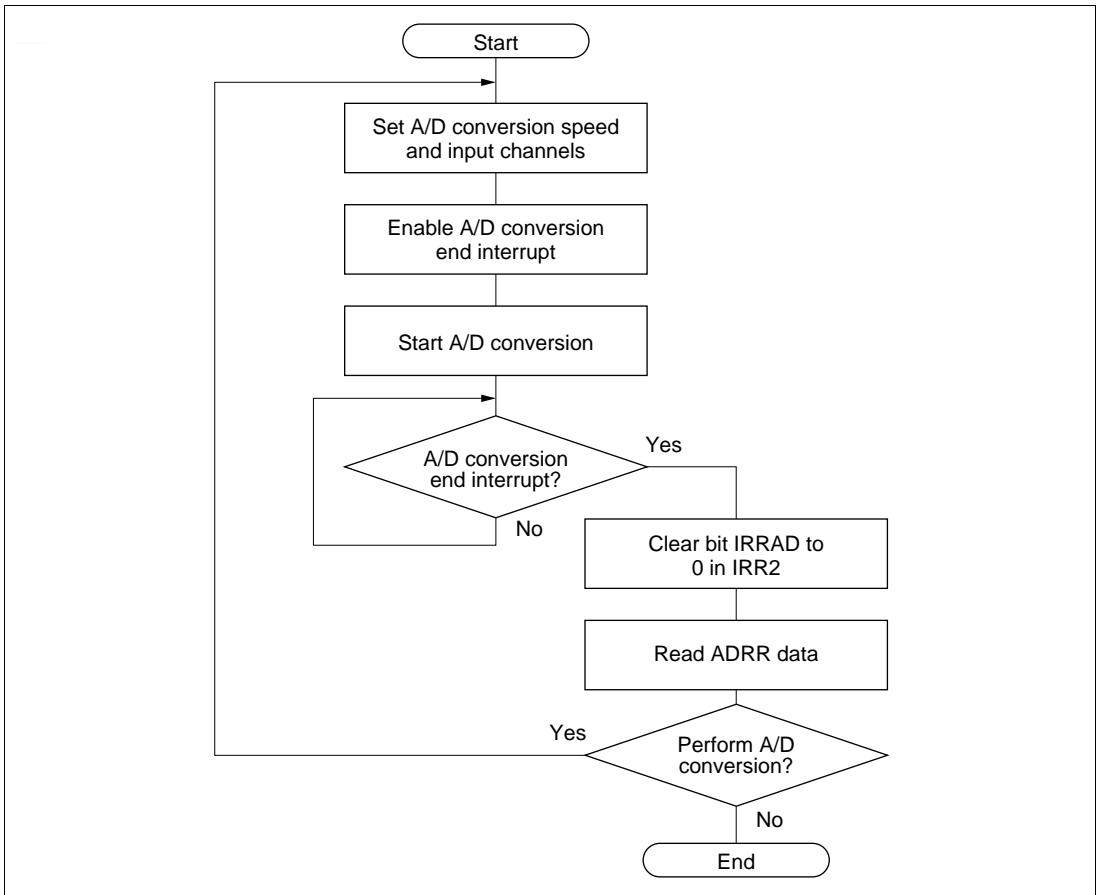 Start
Set A/D conversion speed
and input channels
Enable A/D conversion
end interrupt
Start A/D conversion
A/D conversion
end interrupt?
Yes
No
Clear bit IRRAD to
0 in IRR2
Read ADRR data
Perform A/D
conversion?
Yes
No
End